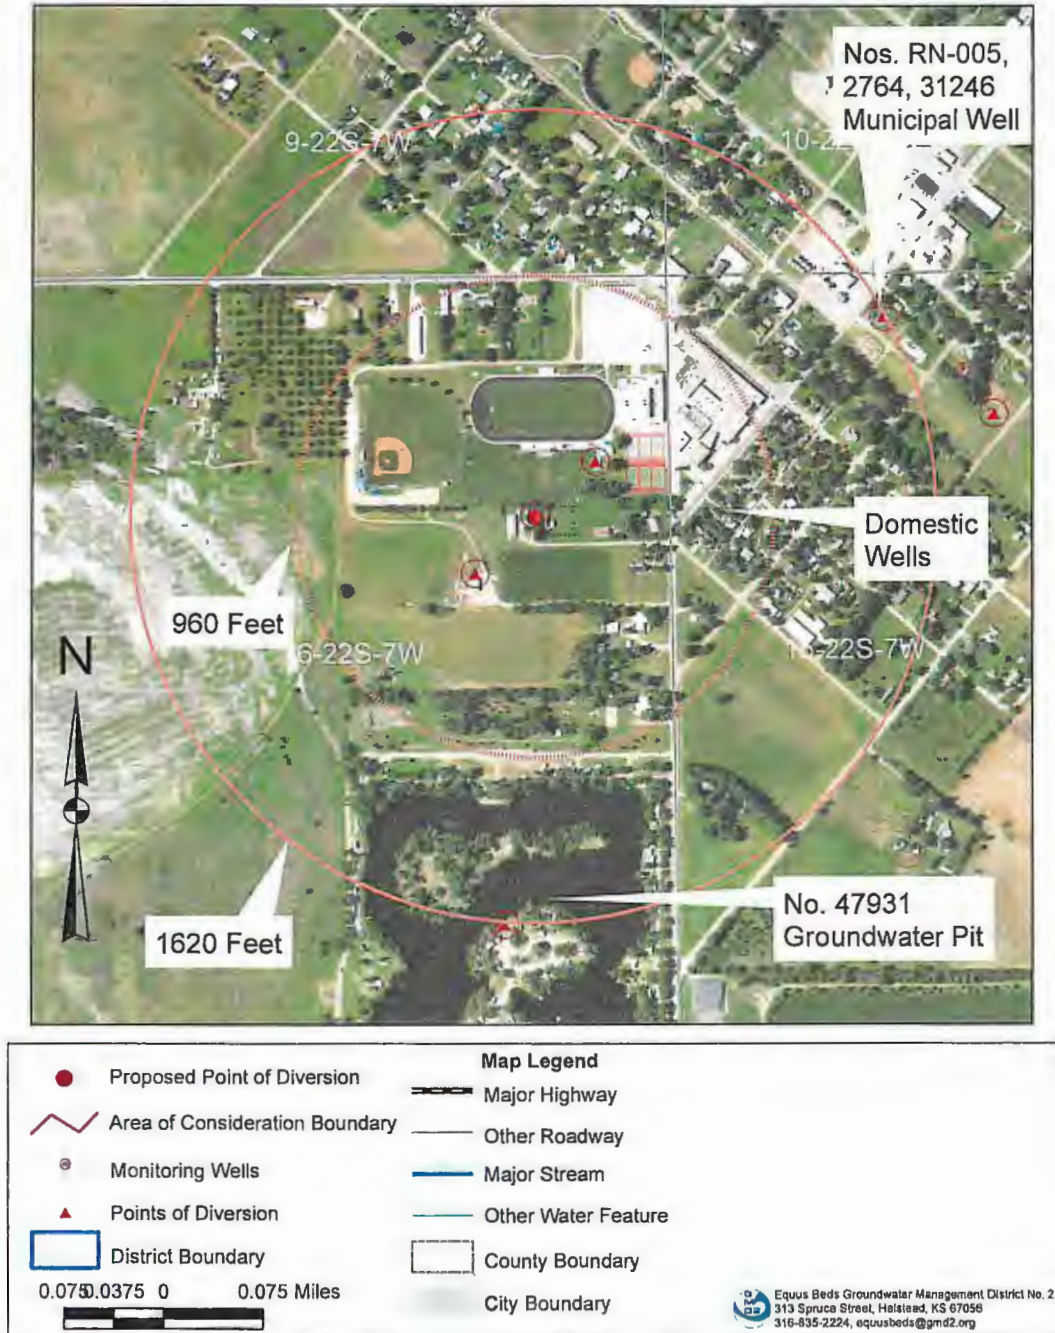 Nos. RN-005,
2764, 31246
Municipal Well
9-22S-7W
Domestic
Wells
960 Feet
N
6-22S-7W
-22S-7W
1620 Feet
No. 47931
Groundwater Pit
Map Legend
Proposed Point of Diversion
Area of Consideration Boundary
Monitoring Wells
Points of Diversion
District Boundary
Major Highway
Other Roadway
Major Stream
Other Water Feature
County Boundary
City Boundary
0.075 0.0375 0 0.075 Miles
Equus Beds Groundwater Management District No. 2
313 Spruce Street, Halstead, KS 67056
316-835-2224, equusbeds@gmd2.org